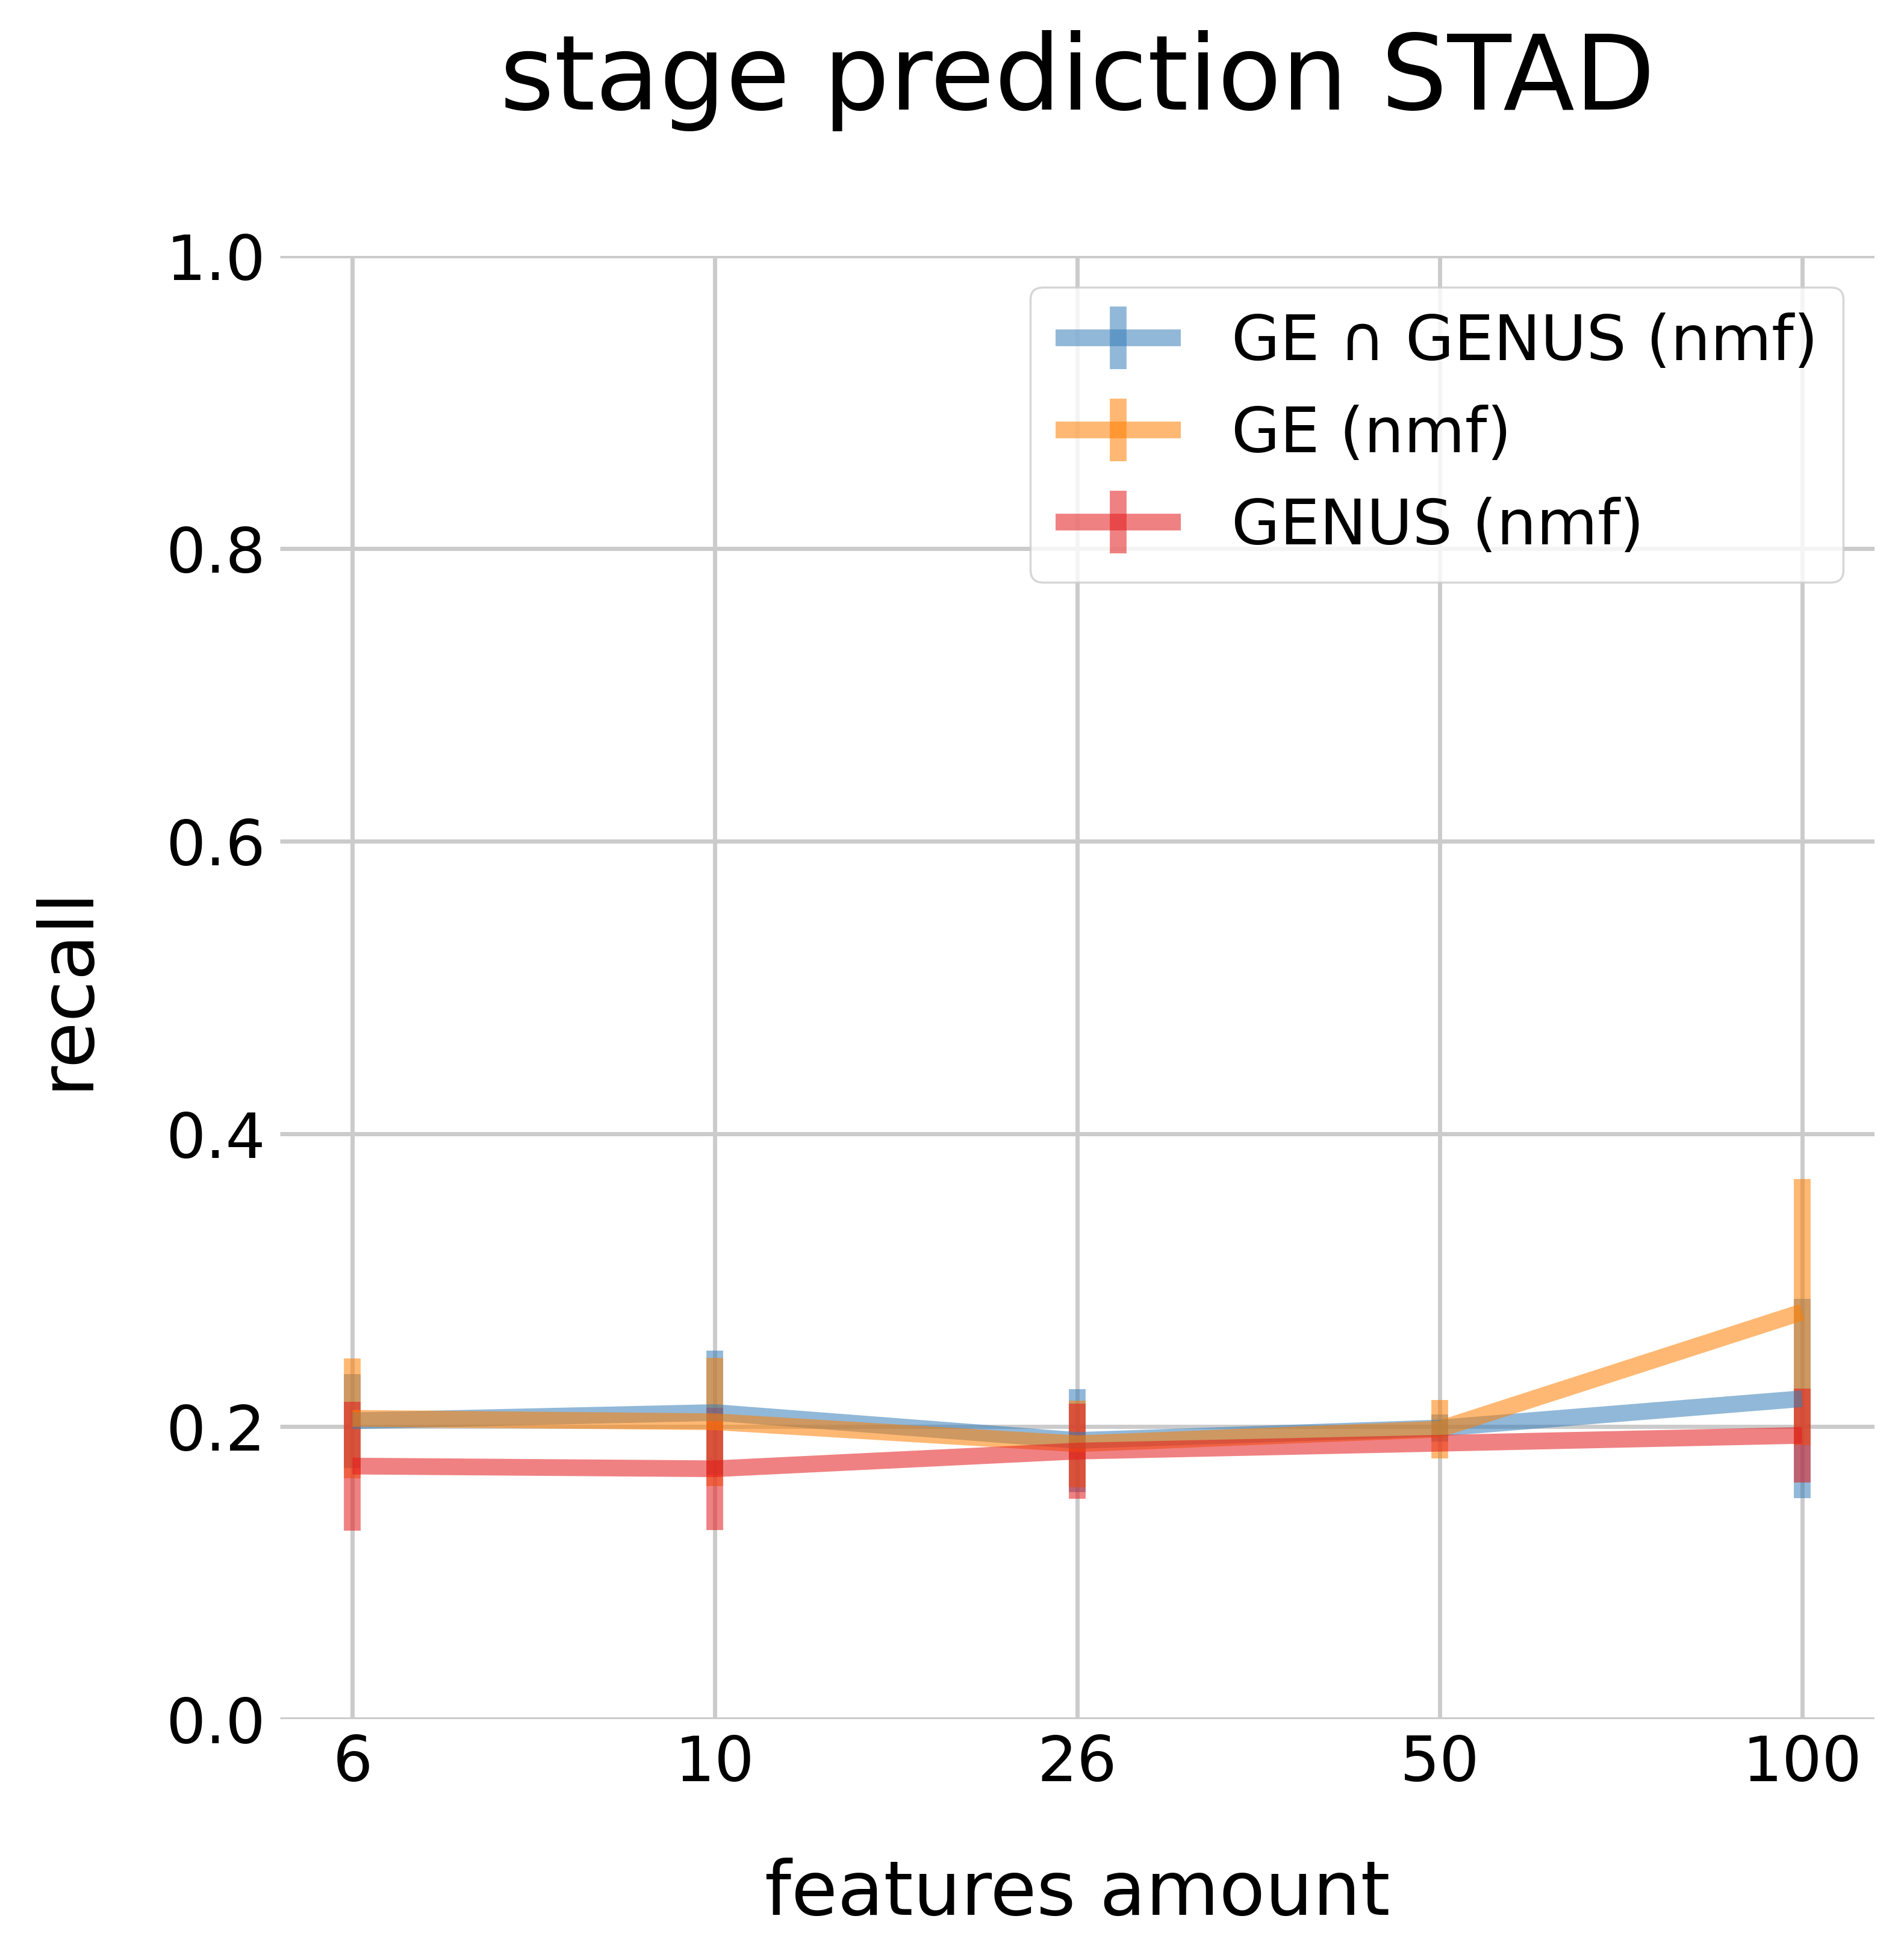 stage prediction STAD
1.0
0.8
0.6
0.4
0.2
0.0
recall
GE ∩ GENUS (nmf)
GE (nmf)
GENUS (nmf)
6 10 26 50 100
features amount